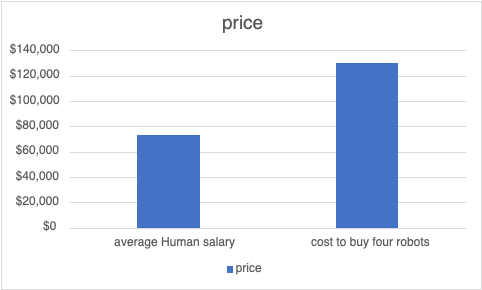 price
$140,000
$120,000
$100,000
$80,000
$60,000
$40,000
$20,000
$0
average Human salary
cost to buy four robots
price